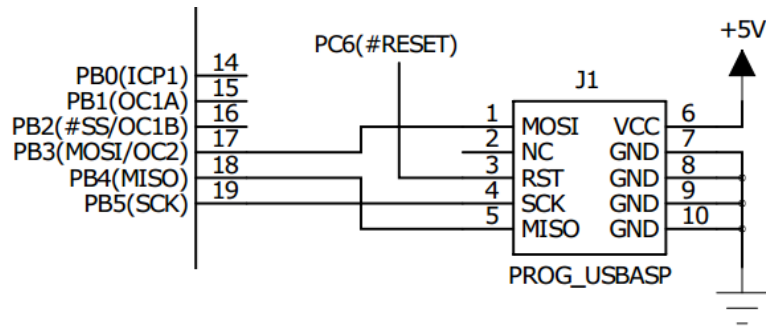 +5V
PC6(#RESET)
J1
PB0(ICP1) 14
PB1(OC1A) 15
PB2(#SS/OC1B) 16
PB3(MOSI/OC2) 17
PB4(MISO) 18
PB5(SCK) 19
1 MOSI VCC 6
2 NC GND 7
3 RST GND 8
4 SCK GND 9
5 MISO GND 10
PROG_USBASP